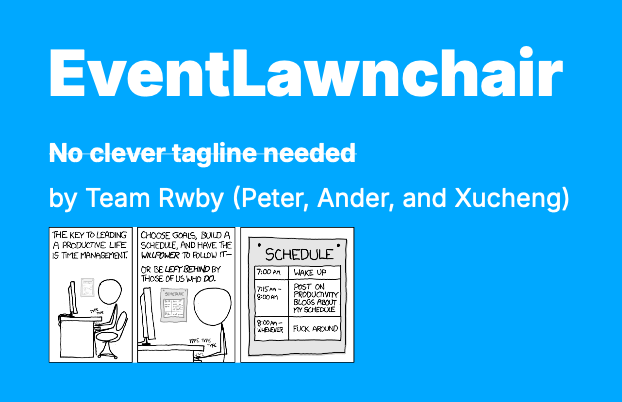 EventLawnchair
No clever tagline needed
by Team Rwby (Peter, Ander, and Xucheng)
THE KEY TO LEADING
A PRODUCTIVE LIFE
IS TIME MANAGEMENT.
CHOOSE GOALS, BUILD A
SCHEDULE, AND HAVE THE
WILLPOWER TO FOLLOW IT—
OR BE LEFT BEHIND BY
THOSE OF US WHO DO.
SCHEDULE
SCHEDULE
7:00 AM WAKE UP
7:15 AM – 8:00 AM
POST ON
PRODUCTIVITY
BLOGS ABOUT
MY SCHEDULE
8:00 AM –
WHENEVER
FUCK AROUND